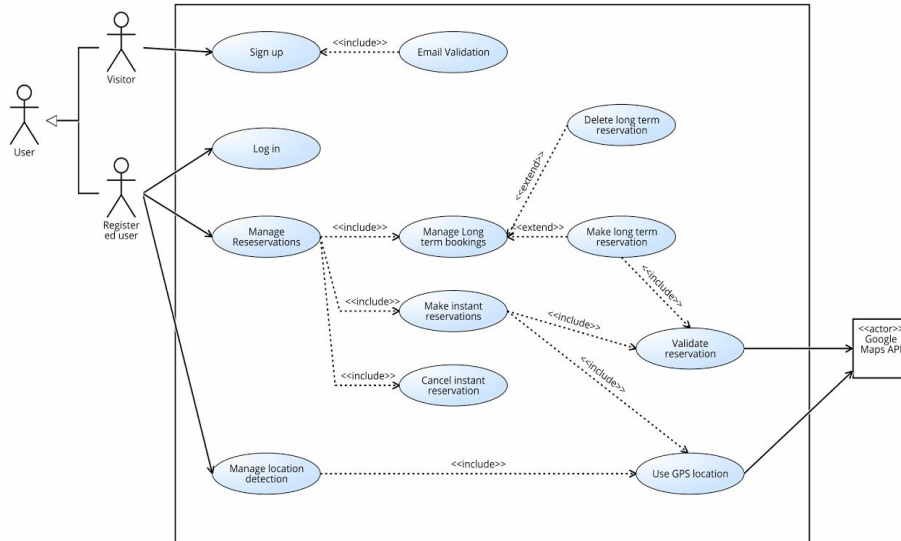 Sign up
<<include>>
Email Validation
Visitor
User
Delete long term
reservation
Log in
<<extend>>
Register
ed user
Manage
Resesrvations
<<include>>
Manage Long
term bookings
<<extend>>
Make long term
reservation
<<include>>
<<include>>
Make instant
reservations
<<include>>
Validate
reservation
<<actor>>
Google
Maps API
<<include>>
Cancel instant
reservation
<<include>>
Manage location
detection
<<include>>
Use GPS location